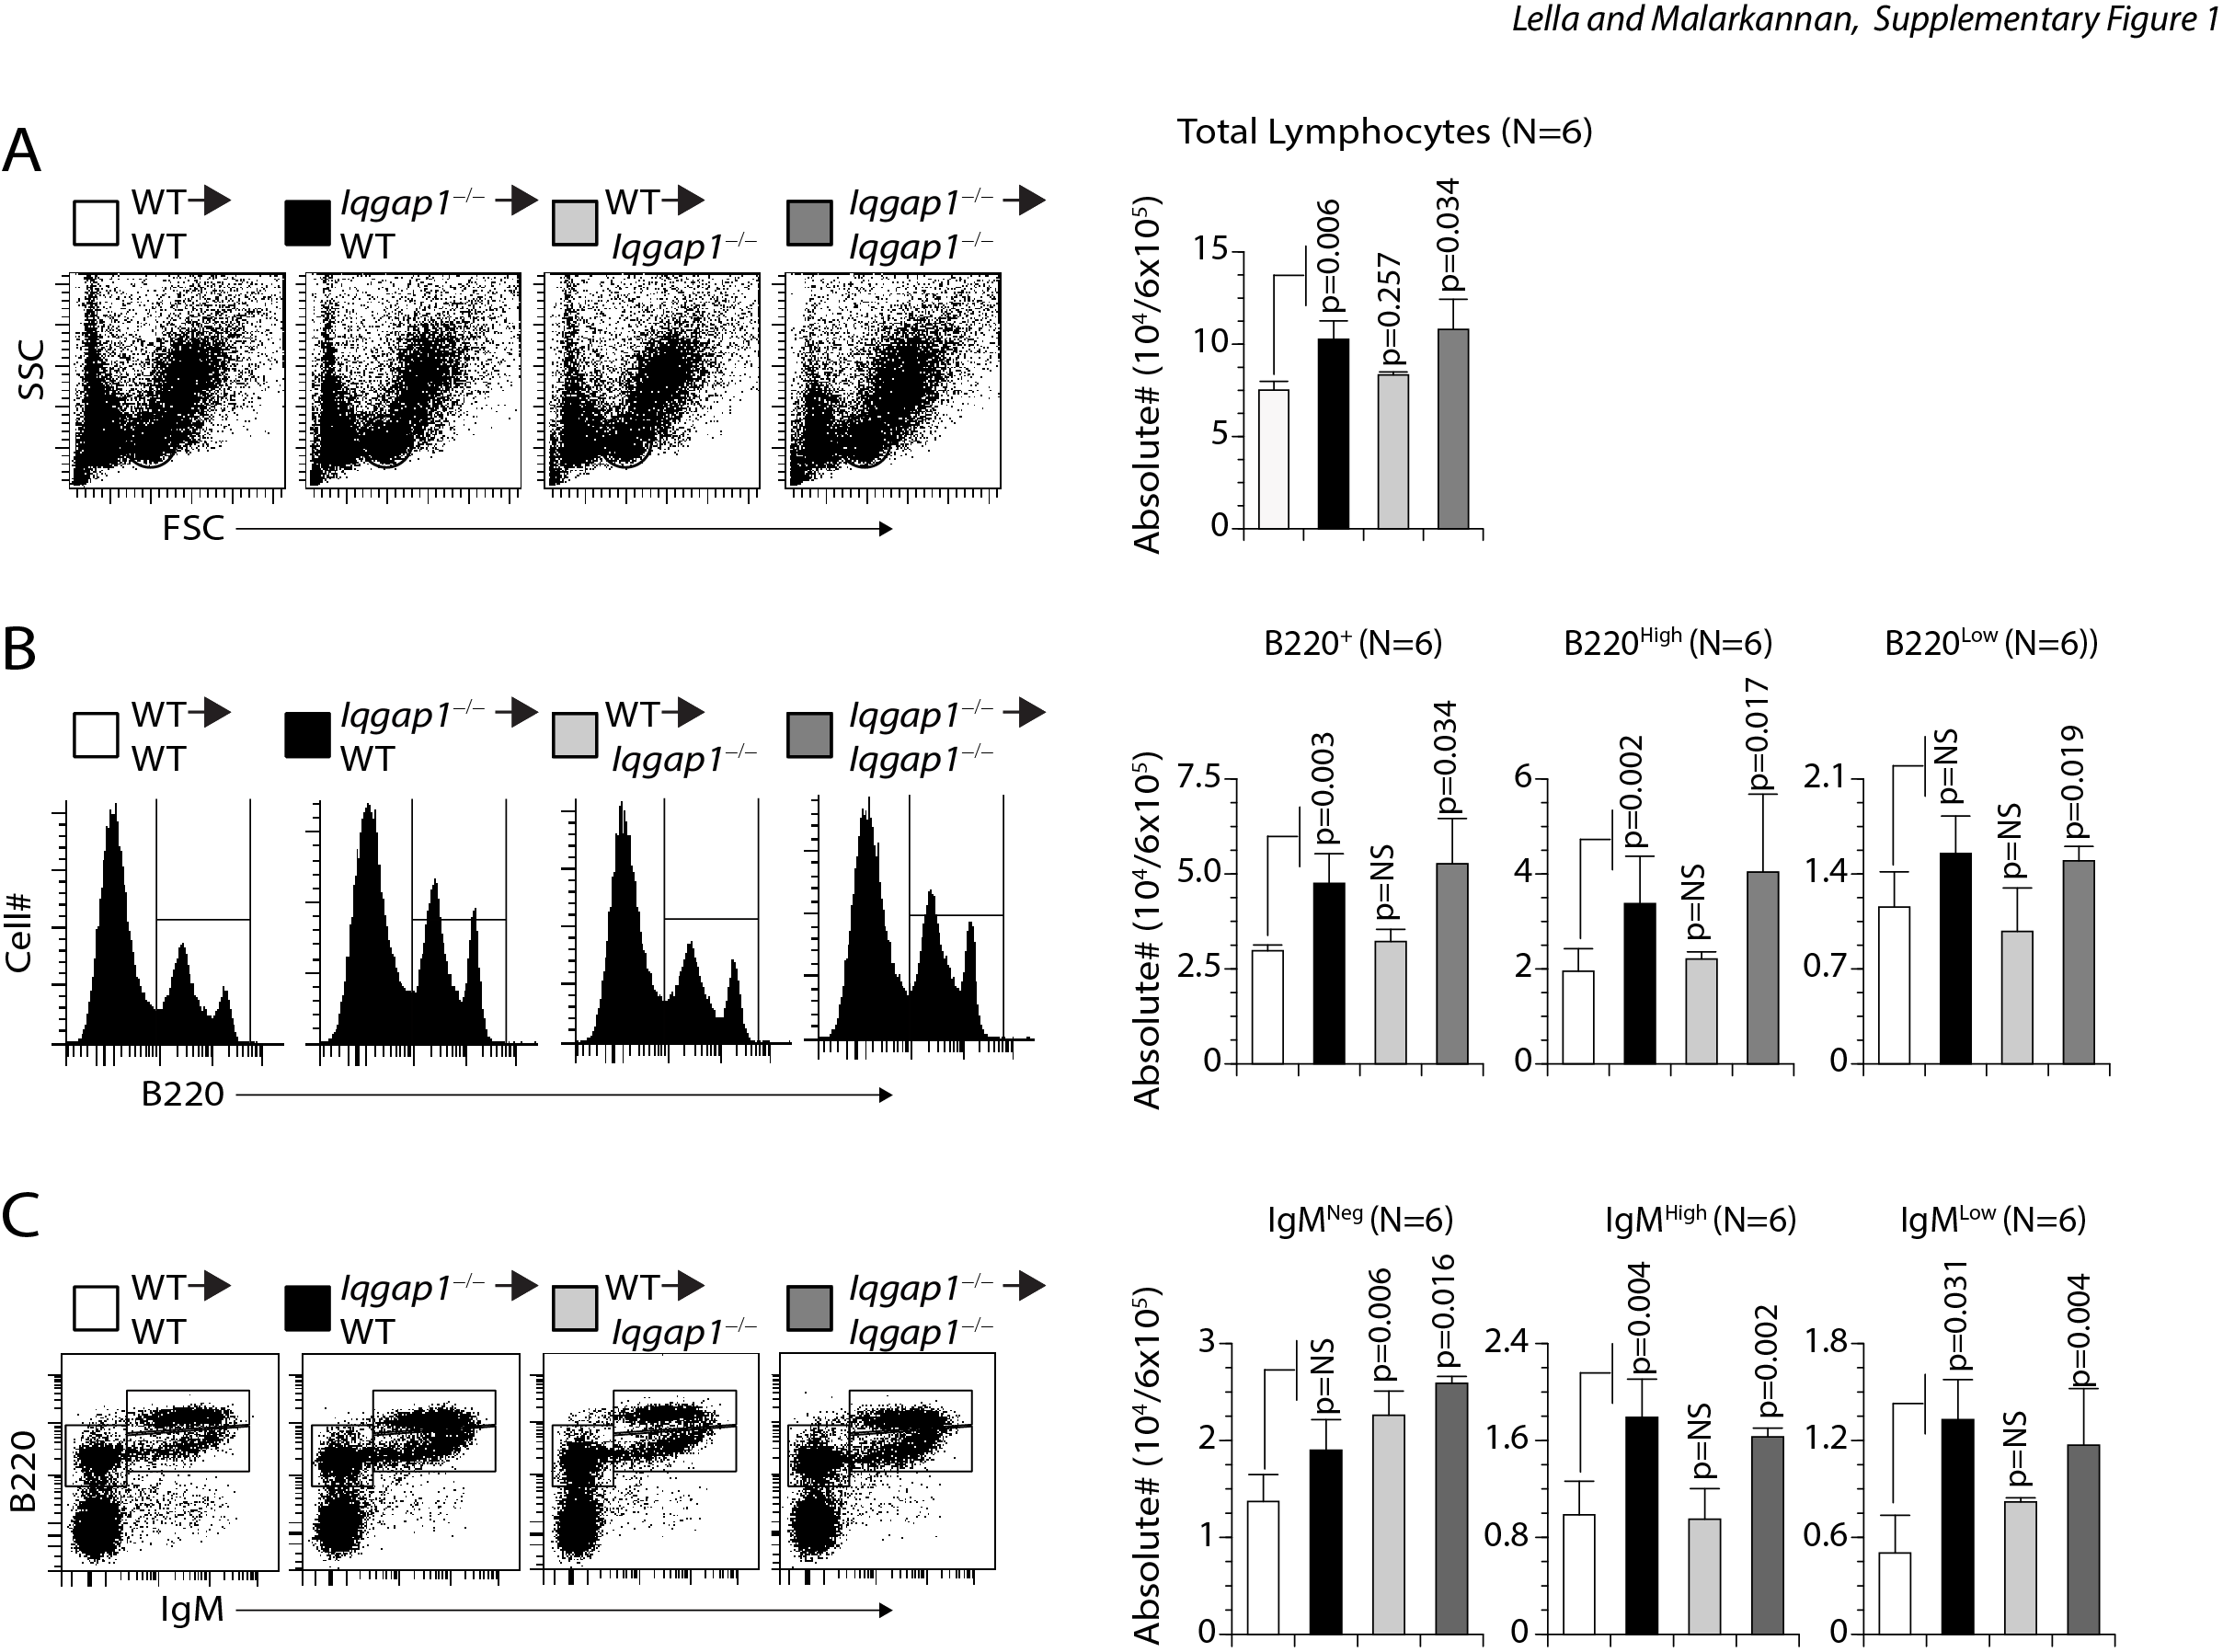 Lella and Malarkannan, Supplementary Figure 1
A
WT→ Iqgap1–/–→ WT→ Iqgap1–/–→
WT WT Iqgap1–/– Iqgap1–/–
SSC
FSC
Total Lymphocytes (N=6)
Absolute# (10⁴/6x10⁵)
15
10
5
0
p=0.006
p=0.257
p=0.034
B
WT→ Iqgap1–/–→ WT→ Iqgap1–/–→
WT WT Iqgap1–/– Iqgap1–/–
Cell#
B220
B220⁺ (N=6)
Absolute# (10⁴/6x10⁵)
7.5
5.0
2.5
0
p=0.003
p=NS
p=0.034
B220High (N=6)
6
4
2
0
p=0.002
p=NS
p=0.017
B220Low (N=6))
2.1
1.4
0.7
0
p=NS
p=NS
p=0.019
C
WT→ Iqgap1–/–→ WT→ Iqgap1–/–→
WT WT Iqgap1–/– Iqgap1–/–
B220
IgM
IgMNeg (N=6)
Absolute# (10⁴/6x10⁵)
3
2
1
0
p=NS
p=0.006
p=0.016
IgMHigh (N=6)
2.4
1.6
0.8
0
p=0.004
p=NS
p=0.002
IgMLow (N=6)
1.8
1.2
0.6
0
p=0.031
p=NS
p=0.004